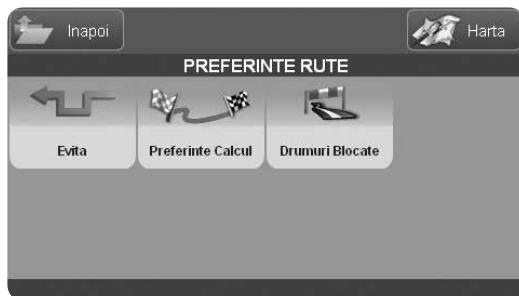 Inapoi
Harta
PREFERINTE RUTE
Evita
Preferinte Calcul
Drumuri Blocate